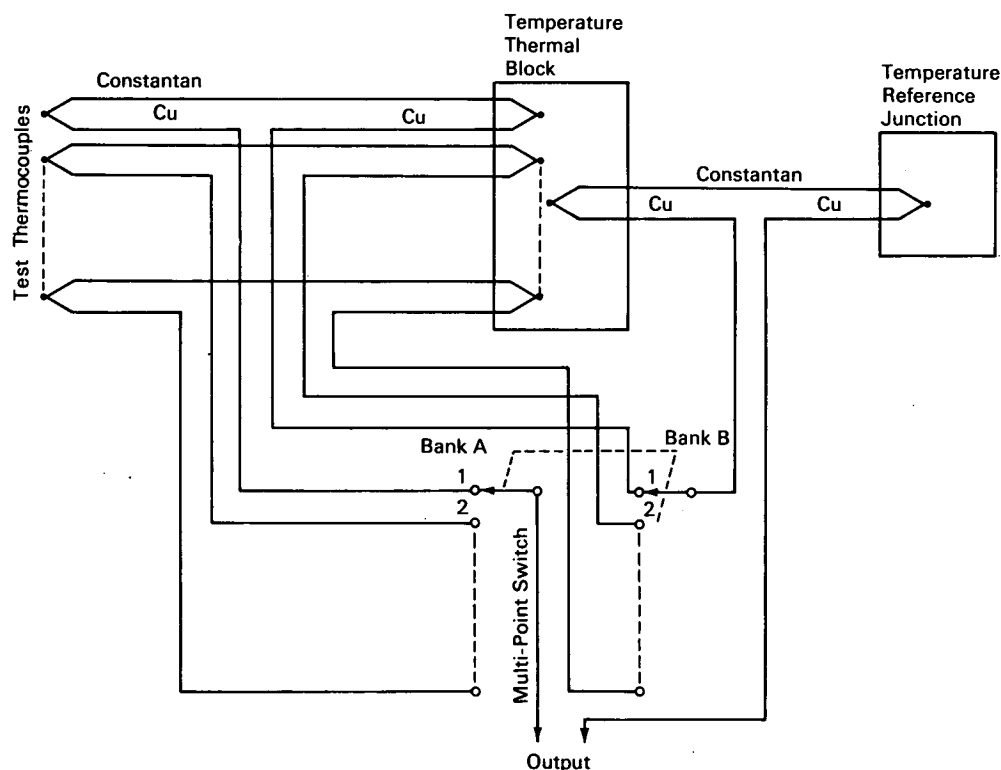 Temperature
Thermal
Block
Temperature
Reference
Junction
Constantan
Cu
Cu
Test Thermocouples
Constantan
Cu
Cu
Bank A
Bank B
1
2
1
2
Multi-Point Switch
Output